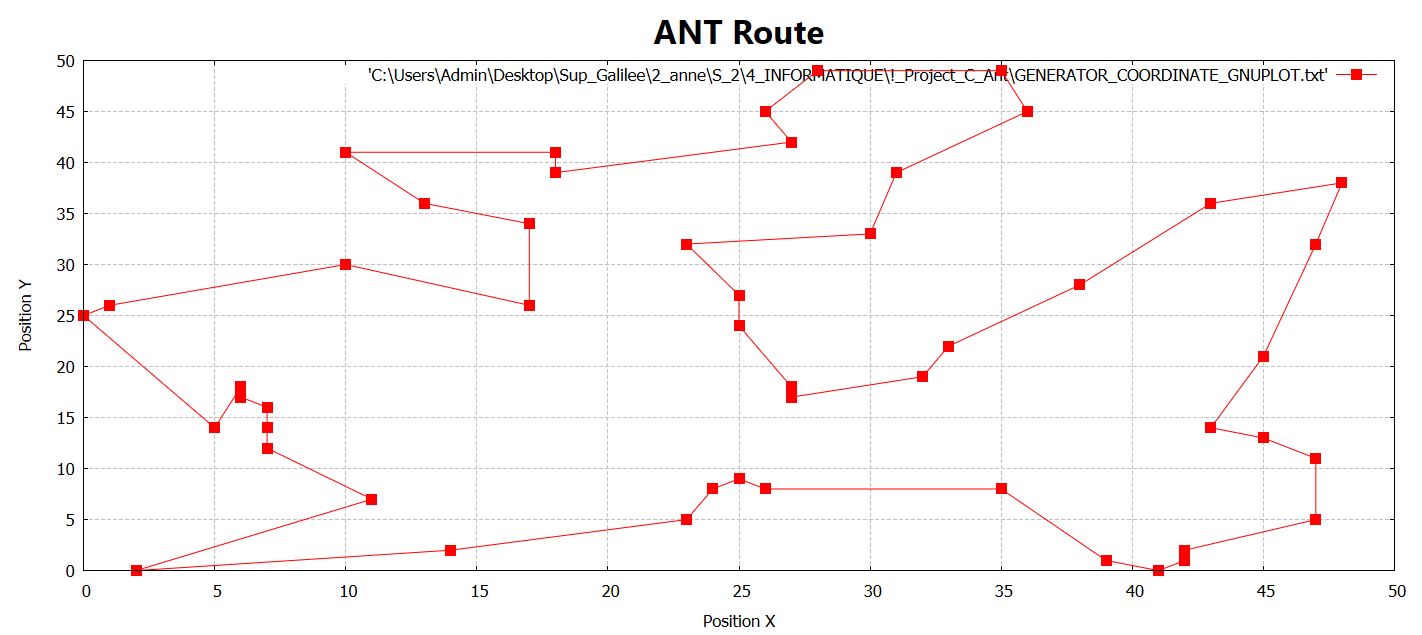 ANT Route
'C:\Users\Admin\Desktop\Sup_Galilee\2_anne\S_2\4_INFORMATIQUE\!_Project_C_Ant\GENERATOR_COORDINATE_GNUPLOT.txt'
50
45
40
35
30
25
20
15
10
5
0
Position Y
0 5 10 15 20 25 30 35 40 45 50
Position X